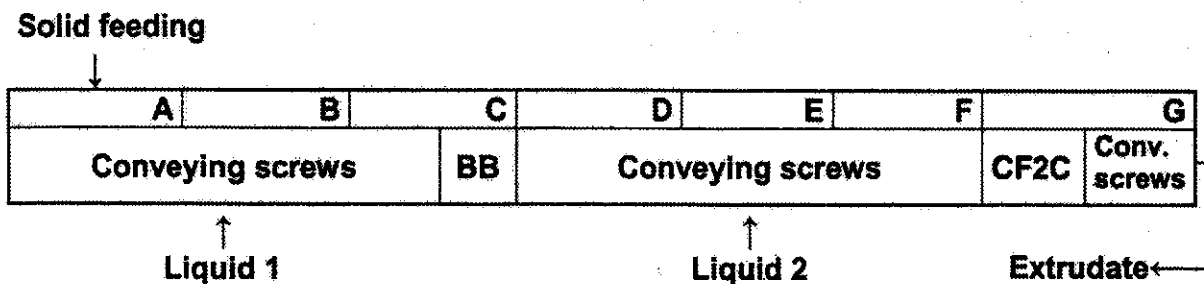 Solid feeding
↓
A B C D E F G
Conveying screws BB Conveying screws CF2C Conv. screws
↑ ↑
Liquid 1 Liquid 2 Extrudate←